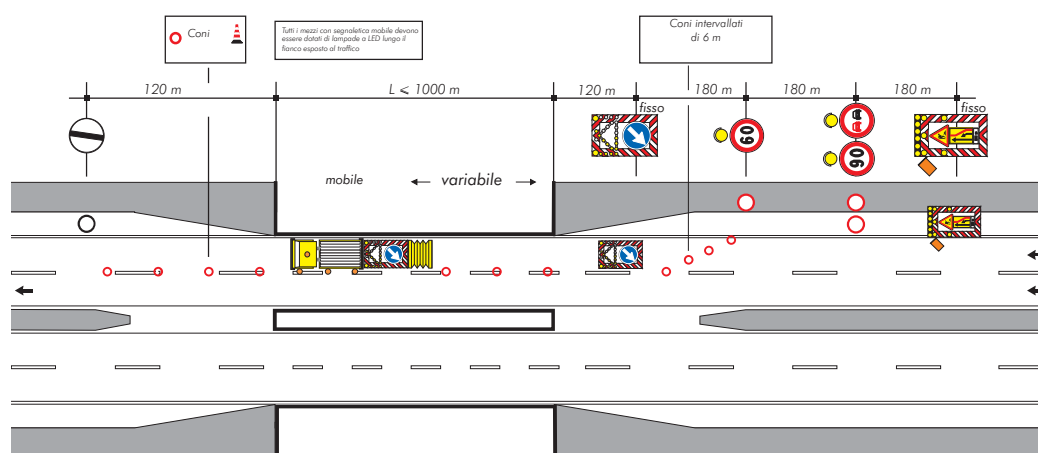 Coni
Tutti i mezzi con segnaletica mobile devono
essere dotati di lampade a LED lungo il
fianco esposto al traffico
Coni intervallati
di 6 m
120 m
L < 1000 m
120 m
180 m
180 m
180 m
fisso
fisso
60
90
mobile
variabile